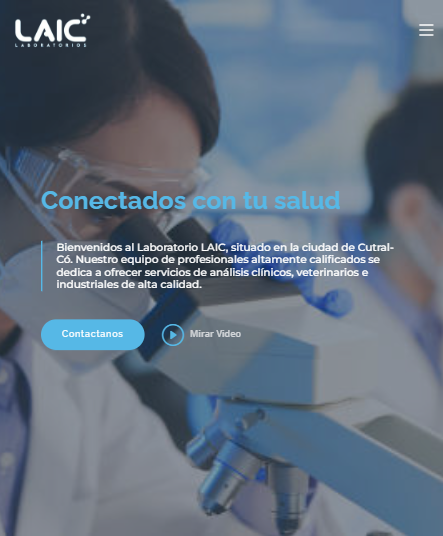 LAIC
LABORATORIOS
Conectados con tu salud
Bienvenidos al Laboratorio LAIC, situado en la ciudad de Cutral-
Có. Nuestro equipo de profesionales altamente calificados se
dedica a ofrecer servicios de análisis clínicos, veterinarios e
industriales de alta calidad.
Contactanos
Mirar Video